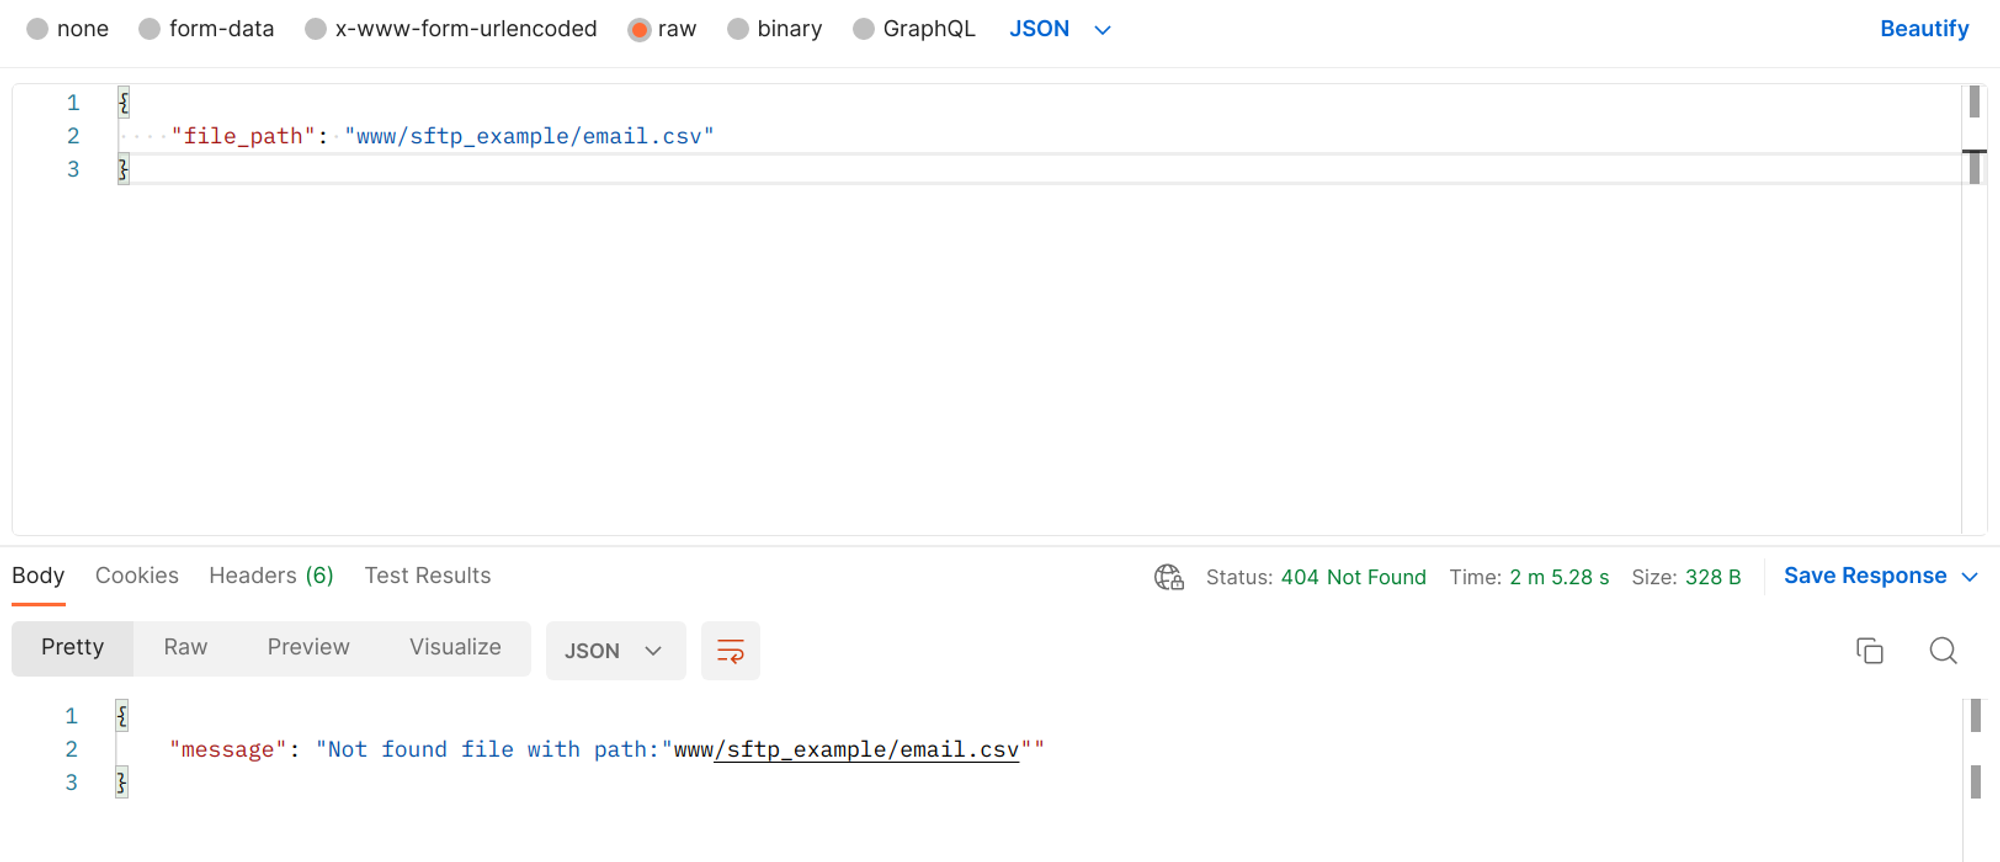 none form-data x-www-form-urlencoded raw binary GraphQL JSON Beautify
1 {
2 "file_path": "www/sftp_example/email.csv"
3 }
Body Cookies Headers (6) Test Results Status: 404 Not Found Time: 2 m 5.28 s Size: 328 B Save Response
Pretty Raw Preview Visualize JSON
1 {
2 "message": "Not found file with path:"www/sftp_example/email.csv""
3 }